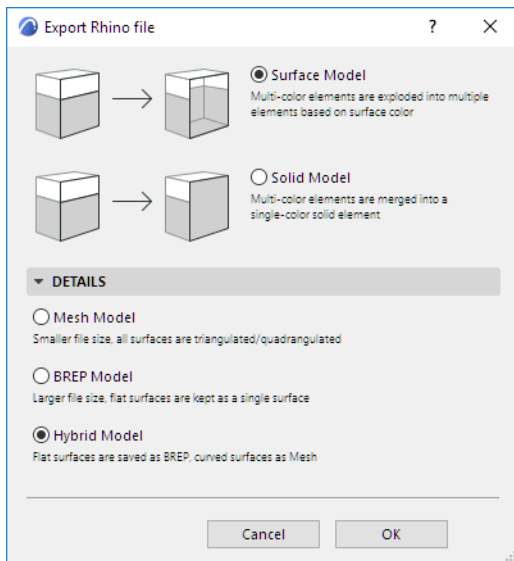 Export Rhino file
?
Surface Model
Multi-color elements are exploded into multiple
elements based on surface color
Solid Model
Multi-color elements are merged into a
single-color solid element
DETAILS
Mesh Model
Smaller file size, all surfaces are triangulated/quadrangulated
BREP Model
Larger file size, flat surfaces are kept as a single surface
Hybrid Model
Flat surfaces are saved as BREP, curved surfaces as Mesh
Cancel
OK